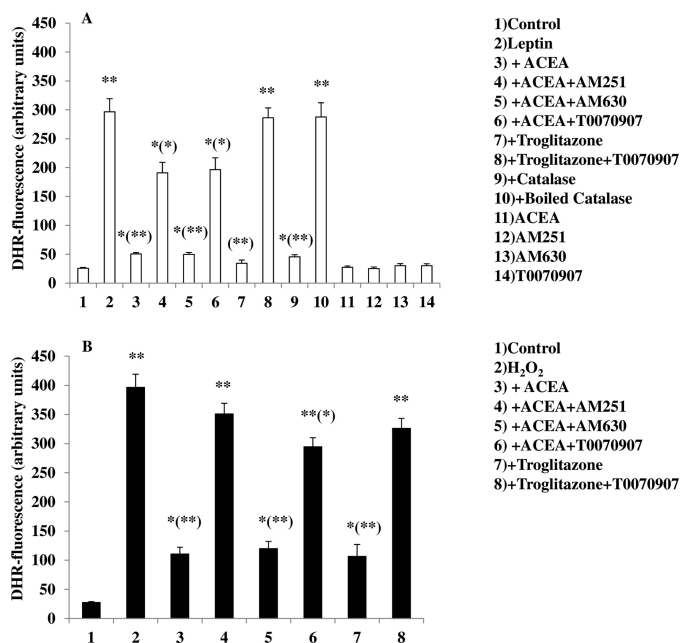 A
DHR-fluorescence (arbitrary units)
450
400
350
300
250
200
150
100
50
0
**
*(**)
*(*)
*(**)
*(*)
(**)
**
*(**)
**
1 2 3 4 5 6 7 8 9 10 11 12 13 14
1)Control
2)Leptin
3) + ACEA
4) +ACEA+AM251
5) +ACEA+AM630
6) +ACEA+T0070907
7)+Troglitazone
8)+Troglitazone+T0070907
9)+Catalase
10)+Boiled Catalase
11)ACEA
12)AM251
13)AM630
14)T0070907
B
DHR-fluorescence (arbitrary units)
450
400
350
300
250
200
150
100
50
0
**
*(**)
**
*(**)
**(*)
*(**)
**
1 2 3 4 5 6 7 8
1)Control
2)H₂O₂
3) + ACEA
4) +ACEA+AM251
5) +ACEA+AM630
6) +ACEA+T0070907
7)+Troglitazone
8)+Troglitazone+T0070907